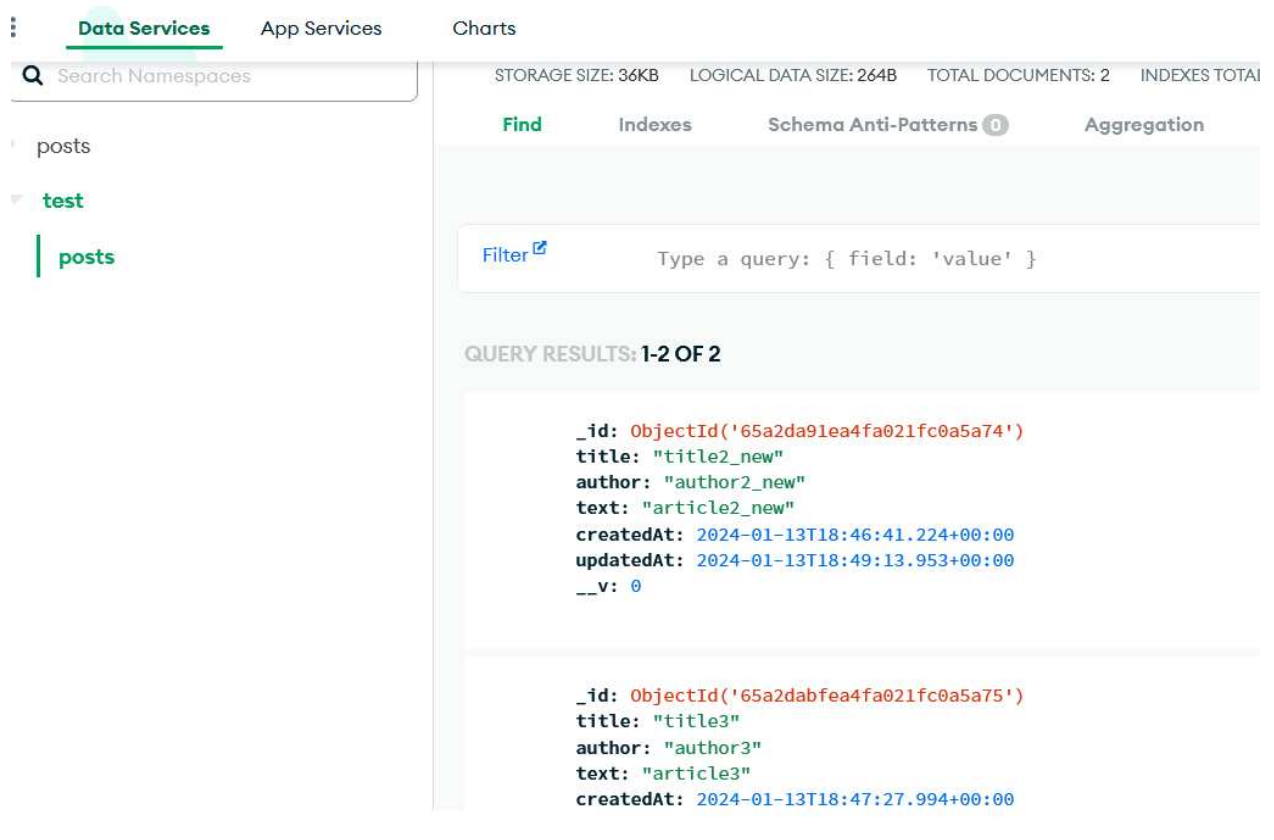 Data Services App Services Charts
Search Namespaces
posts
test
posts
STORAGE SIZE: 36KB LOGICAL DATA SIZE: 264B TOTAL DOCUMENTS: 2 INDEXES TOTAL
Find Indexes Schema Anti-Patterns 0 Aggregation
Filter Type a query: { field: 'value' }
QUERY RESULTS: 1-2 OF 2
_id: ObjectId('65a2da91ea4fa021fc0a5a74')
title: "title2_new"
author: "author2_new"
text: "article2_new"
createdAt: 2024-01-13T18:46:41.224+00:00
updatedAt: 2024-01-13T18:49:13.953+00:00
__v: 0
_id: ObjectId('65a2dabfea4fa021fc0a5a75')
title: "title3"
author: "author3"
text: "article3"
createdAt: 2024-01-13T18:47:27.994+00:00